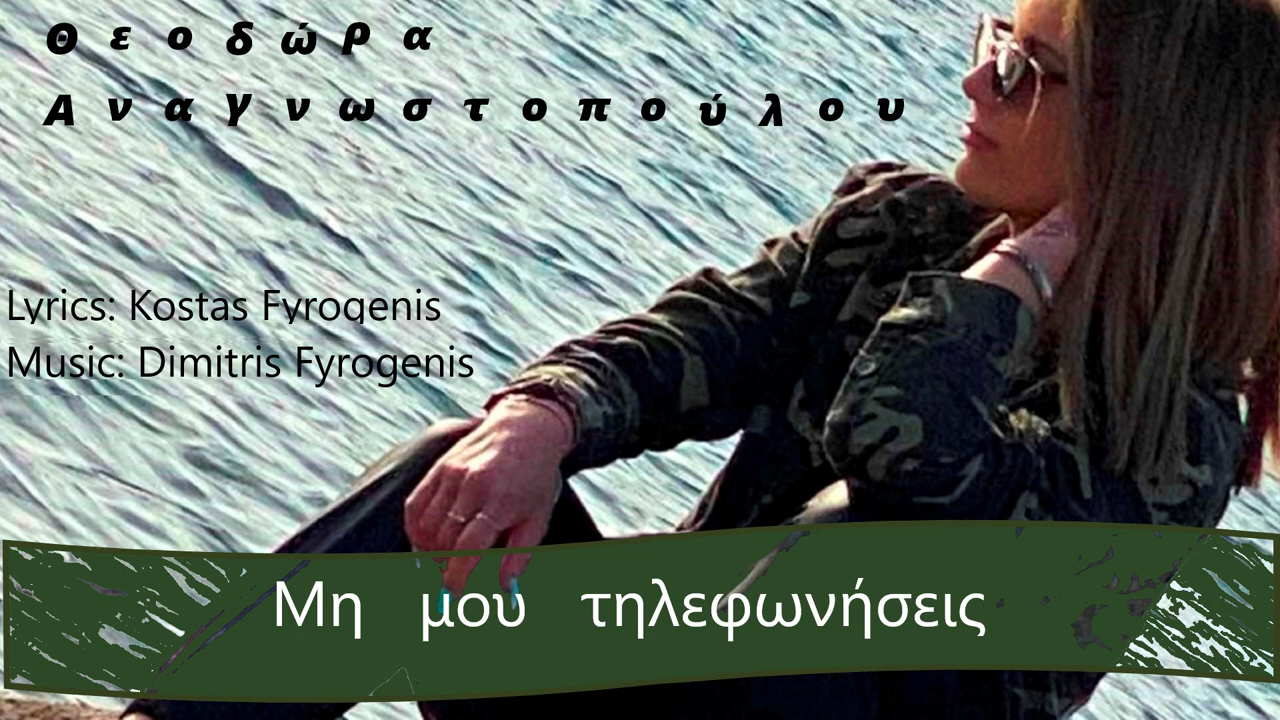 Θεοδώρα
Αναγνωστοπούλου
Lyrics: Kostas Fyrogenis
Music: Dimitris Fyrogenis
Μη μου τηλεφωνήσεις